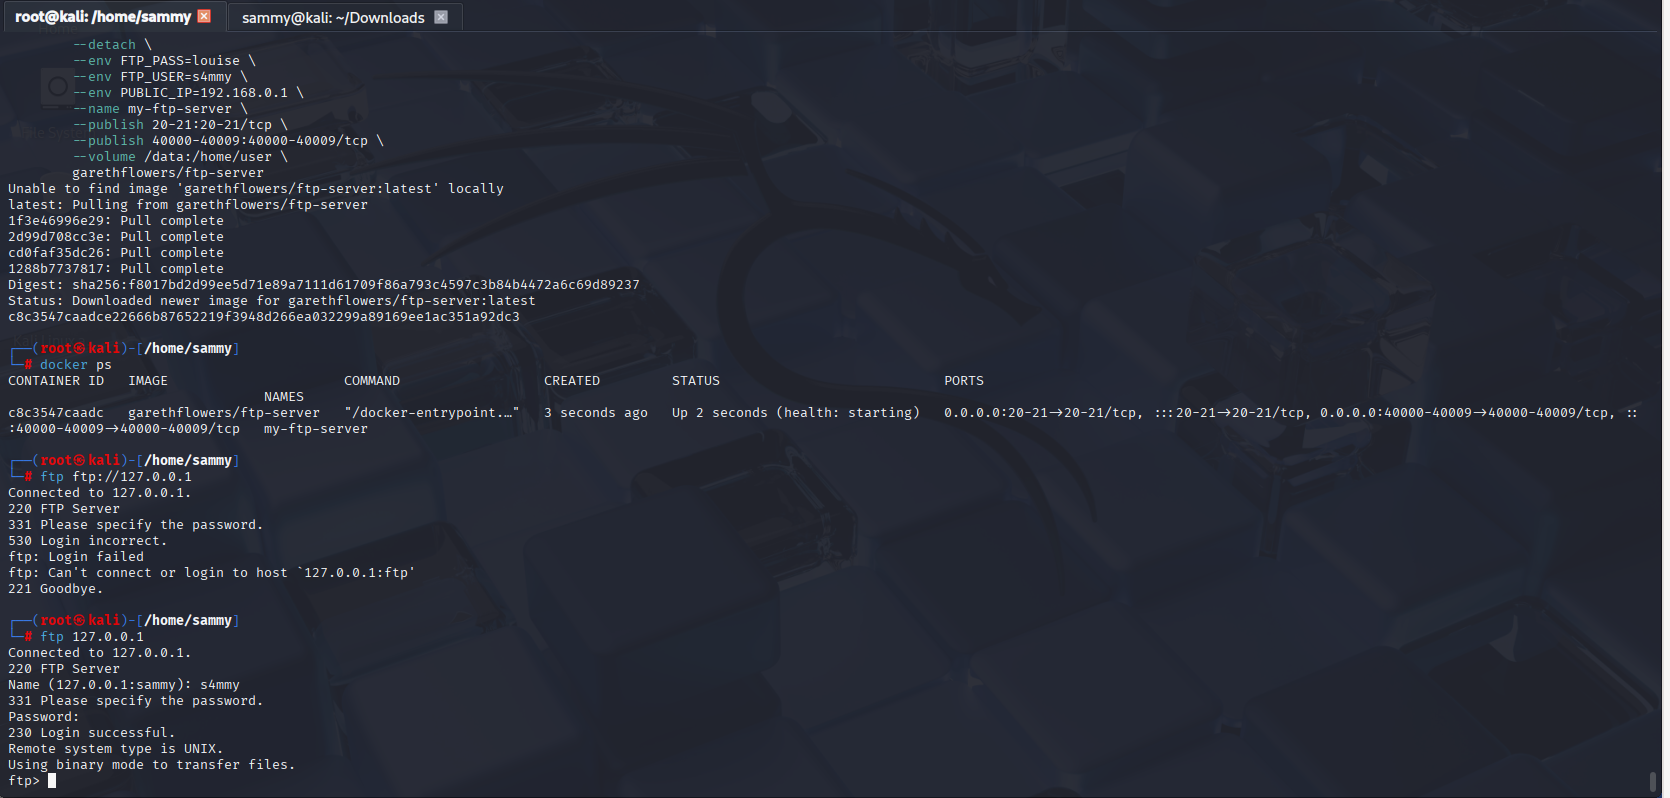 root@kali: /home/sammy
sammy@kali: ~/Downloads
--detach \
--env FTP_PASS=louise \
--env FTP_USER=s4mmy \
--env PUBLIC_IP=192.168.0.1 \
--name my-ftp-server \
--publish 20-21:20-21/tcp \
--publish 40000-40009:40000-40009/tcp \
--volume /data:/home/user \
garethflowers/ftp-server
Unable to find image 'garethflowers/ftp-server:latest' locally
latest: Pulling from garethflowers/ftp-server
1f3e46996e29: Pull complete
2d99d708cc3e: Pull complete
cd0faf35dc26: Pull complete
1288b7737817: Pull complete
Digest: sha256:f8017bd2d99ee5d71e89a7111d61709f86a793c4597c3b84b4472a6c69d89237
Status: Downloaded newer image for garethflowers/ftp-server:latest
c8c3547caadce22666b87652219f3948d266ea032299a89169ee1ac351a92dc3
┌──(root㉿kali)-[/home/sammy]
└─# docker ps
CONTAINER ID   IMAGE                      COMMAND                  CREATED         STATUS                            PORTS
NAMES
c8c3547caadc   garethflowers/ftp-server   "/docker-entrypoint.…"   3 seconds ago   Up 2 seconds (health: starting)   0.0.0.0:20-21→20-21/tcp, :::20-21→20-21/tcp, 0.0.0.0:40000-40009→40000-40009/tcp, ::
:40000-40009→40000-40009/tcp   my-ftp-server
┌──(root㉿kali)-[/home/sammy]
└─# ftp ftp://127.0.0.1
Connected to 127.0.0.1.
220 FTP Server
331 Please specify the password.
530 Login incorrect.
ftp: Login failed
ftp: Can't connect or login to host `127.0.0.1:ftp'
221 Goodbye.
┌──(root㉿kali)-[/home/sammy]
└─# ftp 127.0.0.1
Connected to 127.0.0.1.
220 FTP Server
Name (127.0.0.1:sammy): s4mmy
331 Please specify the password.
Password:
230 Login successful.
Remote system type is UNIX.
Using binary mode to transfer files.
ftp>